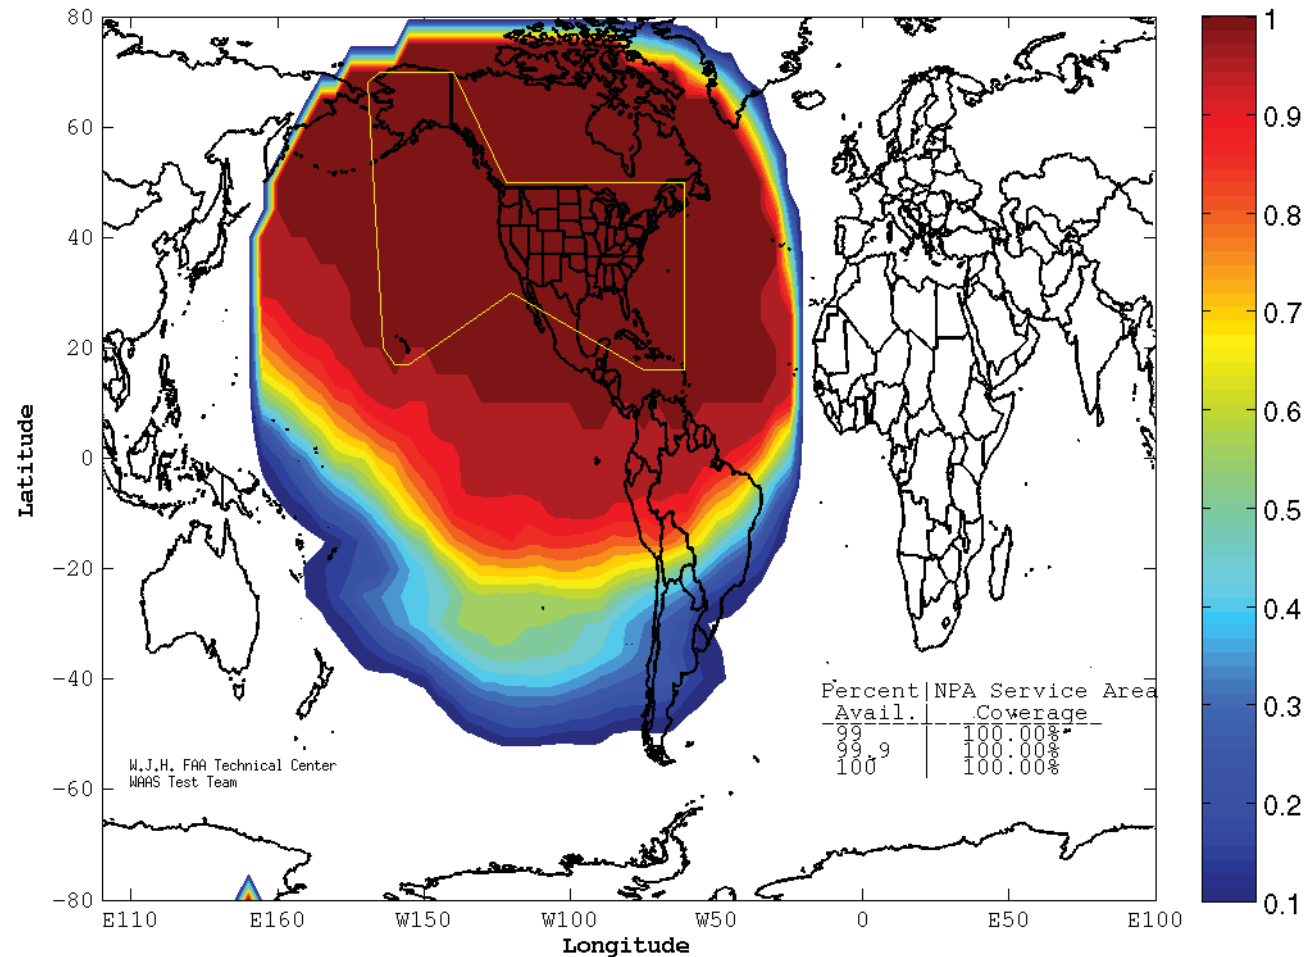 80
60
40
20
0
-20
-40
-60
-80
Latitude
E110 E160 W150 W100 W50 0 E50 E100
Longitude
W.J.H. FAA Technical Center
WAAS Test Team
Percent|NPA Service Area
Avail.| Coverage
99 | 100.00%
99.9 | 100.00%
100 | 100.00%
1
0.9
0.8
0.7
0.6
0.5
0.4
0.3
0.2
0.1